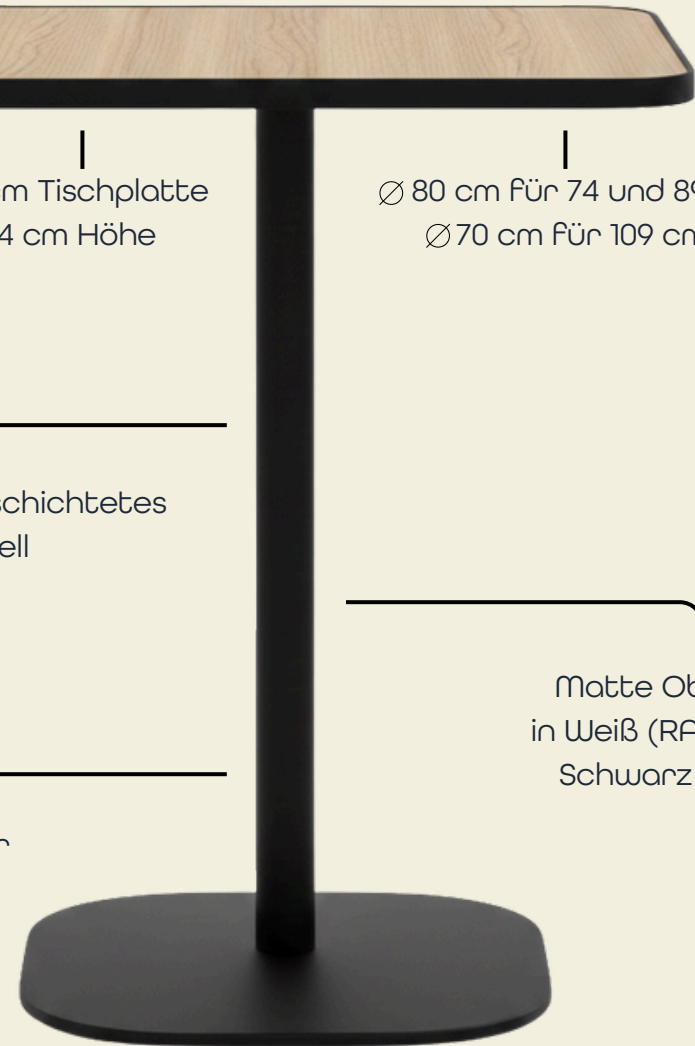 cm Tischplatte
4 cm Höhe
∅ 80 cm für 74 und 89
∅ 70 cm für 109 cm
schichtetes
ell
Matte Ob
in Weiß (RA
Schwarz
r